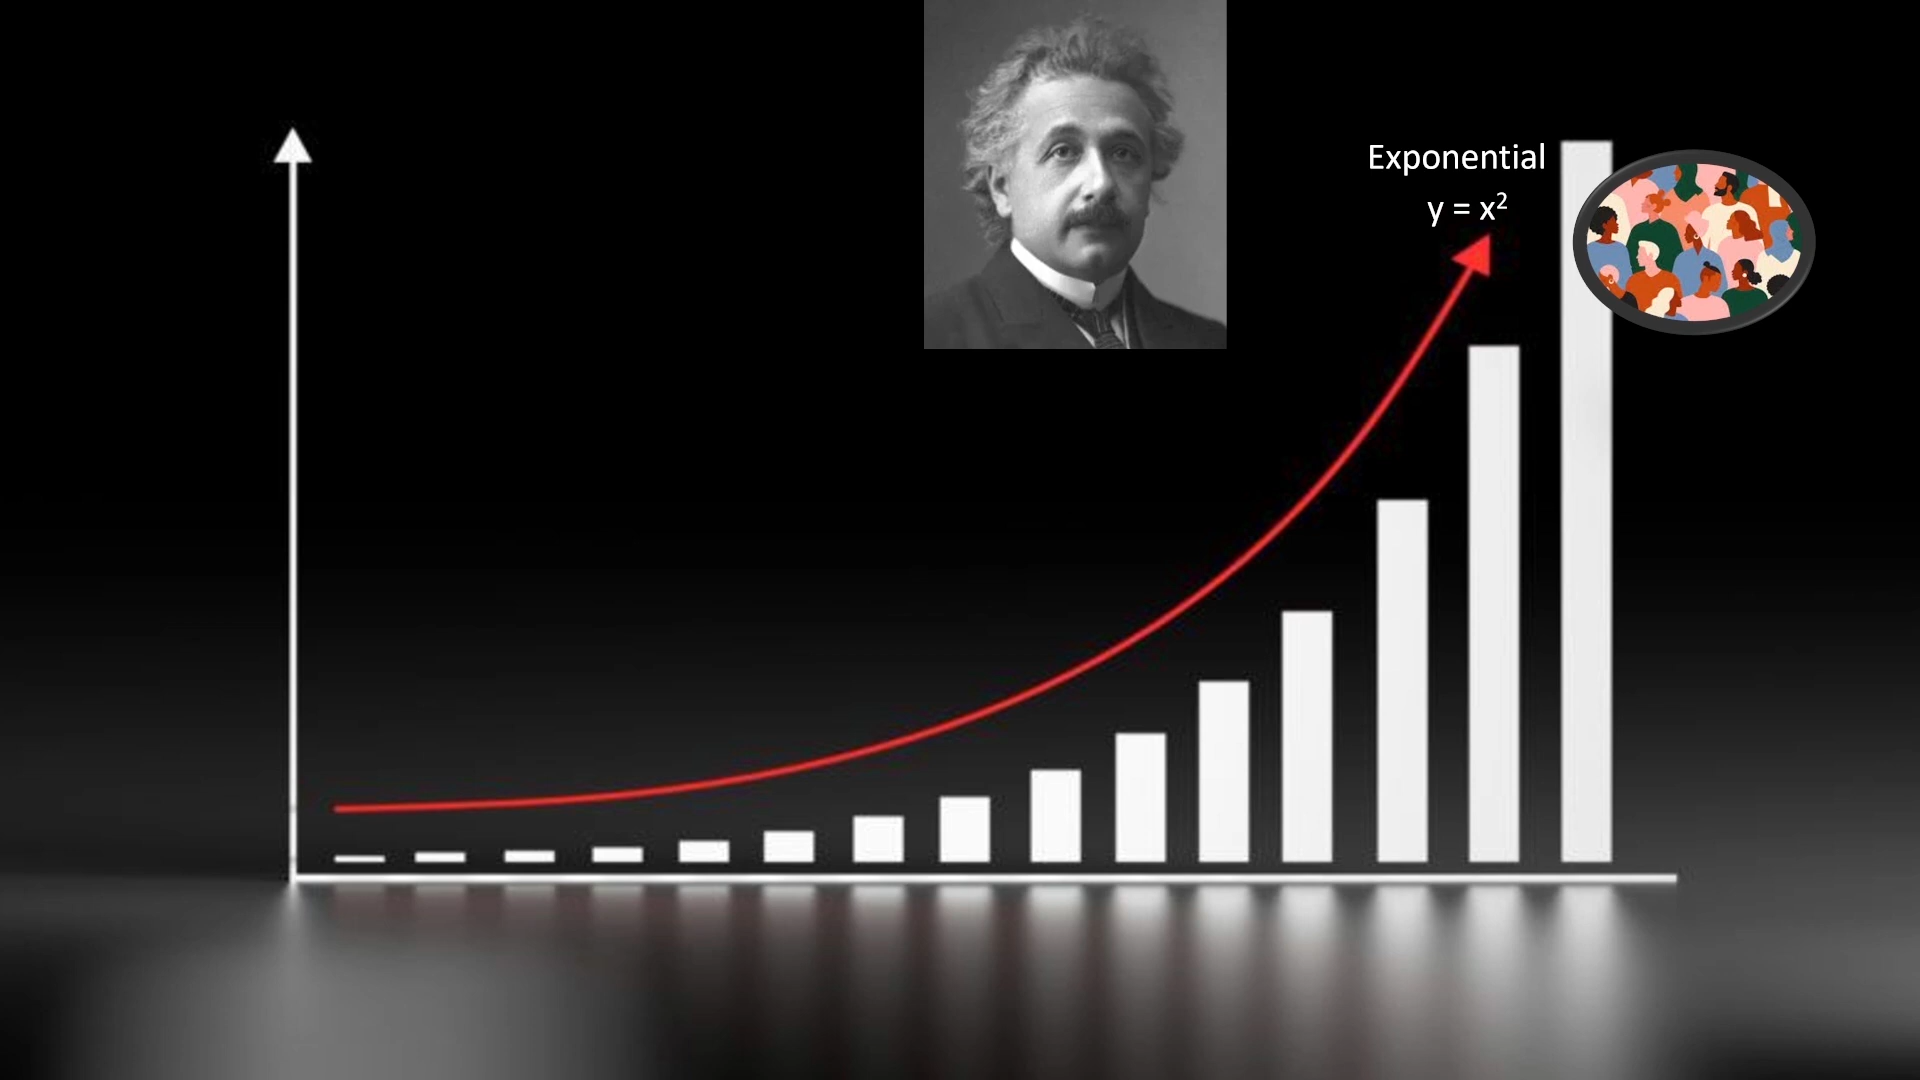 Exponential
y = x²